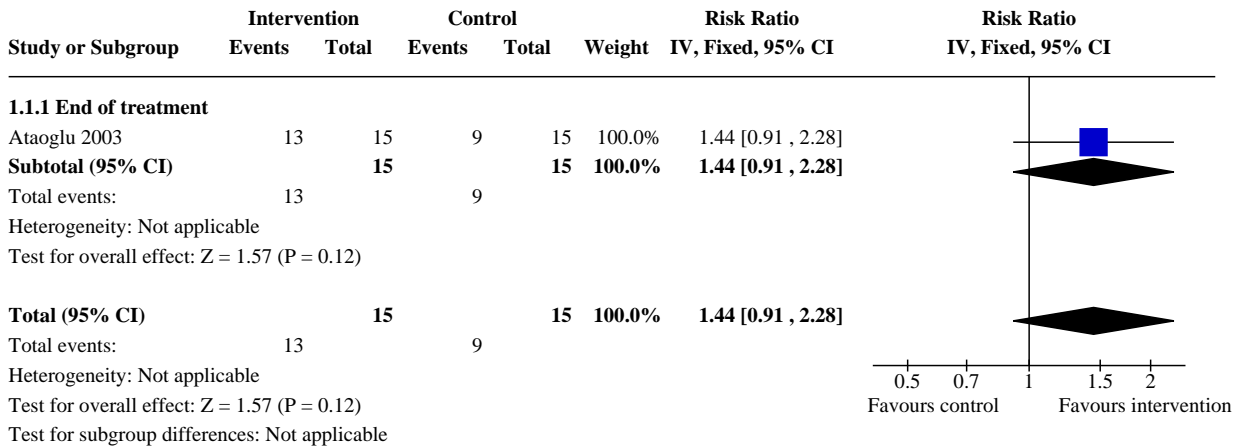 Intervention Control Risk Ratio Risk Ratio
Study or Subgroup Events Total Events Total Weight IV, Fixed, 95% CI IV, Fixed, 95% CI
1.1.1 End of treatment
Ataoglu 2003 13 15 9 15 100.0% 1.44 [0.91 , 2.28]
Subtotal (95% CI) 15 15 100.0% 1.44 [0.91 , 2.28]
Total events: 13 9
Heterogeneity: Not applicable
Test for overall effect: Z = 1.57 (P = 0.12)
Total (95% CI) 15 15 100.0% 1.44 [0.91 , 2.28]
Total events: 13 9
Heterogeneity: Not applicable 0.5 0.7 1 1.5 2
Test for overall effect: Z = 1.57 (P = 0.12) Favours control Favours intervention
Test for subgroup differences: Not applicable